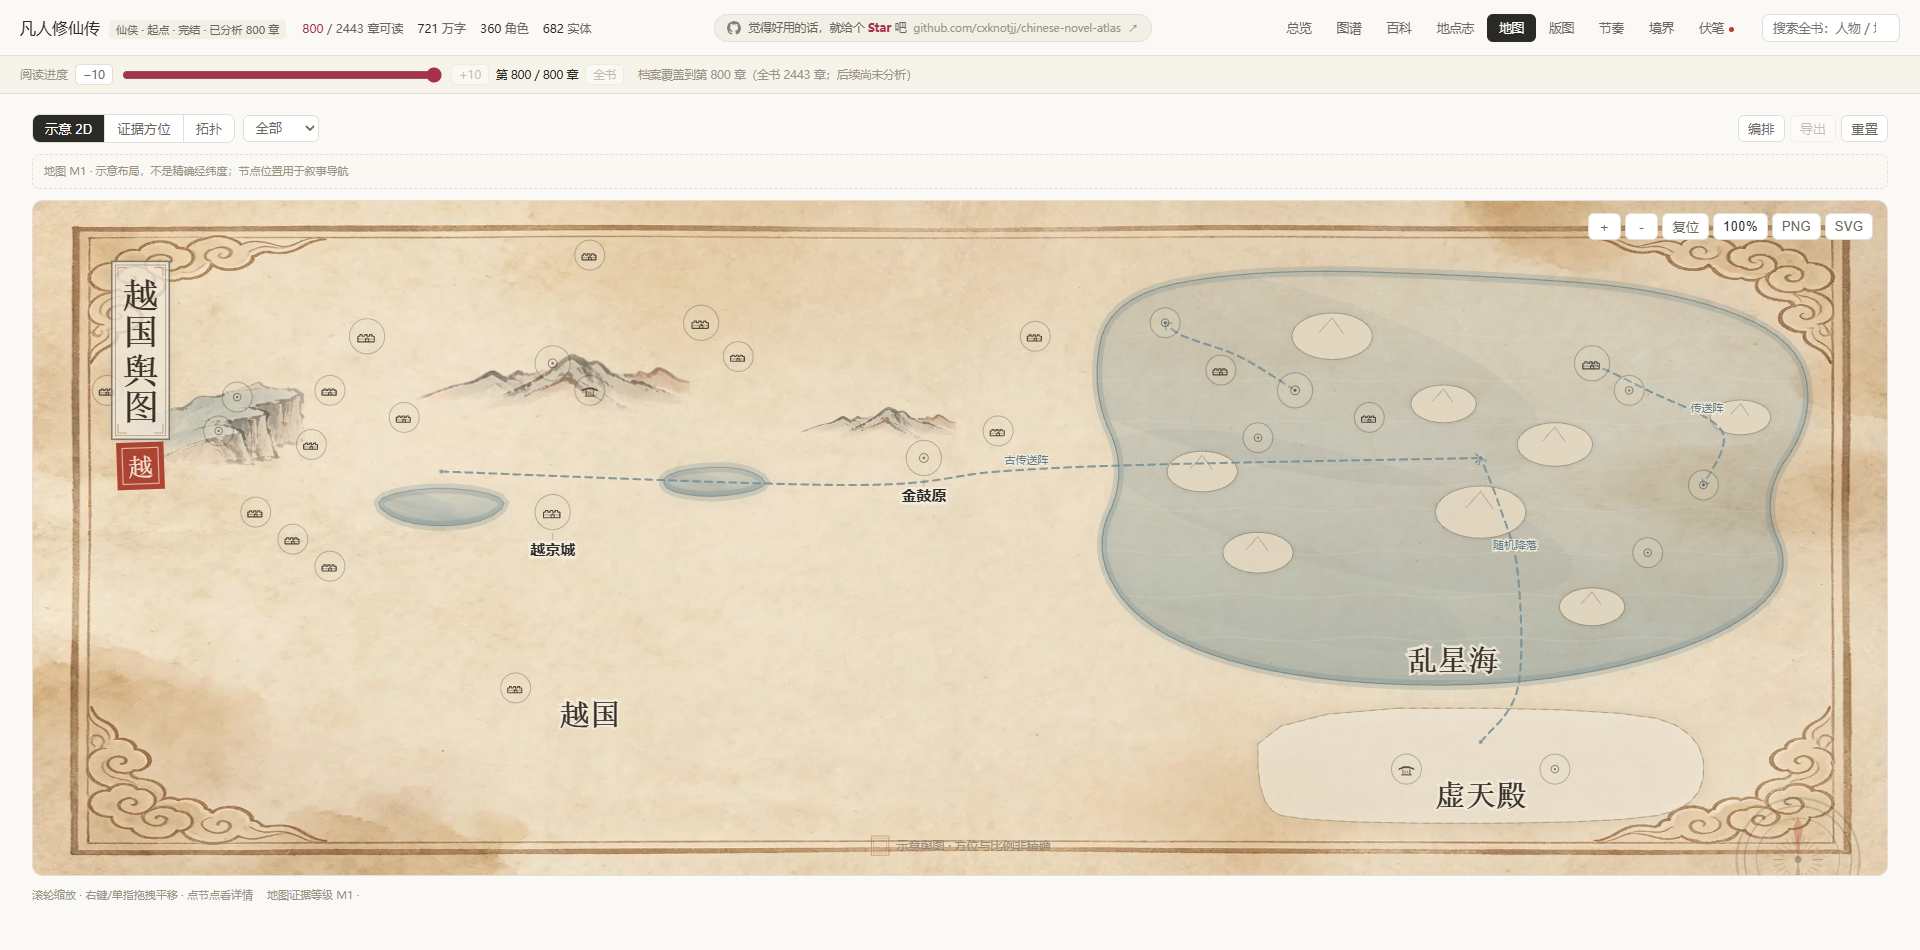 凡人修仙传 仙侠 · 起点 · 完结 · 已分析 800 章 800 / 2443 章可读 721 万字 360 角色 682 实体 觉得好用的话，就给个 Star 吧 github.com/cxknotjj/chinese-novel-atlas ↗ 总览 图谱 百科 地点志 地图 版图 节奏 境界 伏笔 搜索全书：人物 /
阅读进度 −10 +10 第 800 / 800 章 全书 档案覆盖到第 800 章（全书 2443 章；后续尚未分析）
示意 2D 证据方位 拓扑 全部 编排 导出 重置
地图 M1 · 示意布局，不是精确经纬度；节点位置用于叙事导航
+ - 复位 100% PNG SVG
越国舆图
越
传送阵
古传送阵
金鼓原
越京城
随机降落
乱星海
越国
虚天殿
示意舆图 · 方位与比例非精确
滚轮缩放 · 右键/单指拖拽平移 · 点节点看详情 地图证据等级 M1 ·